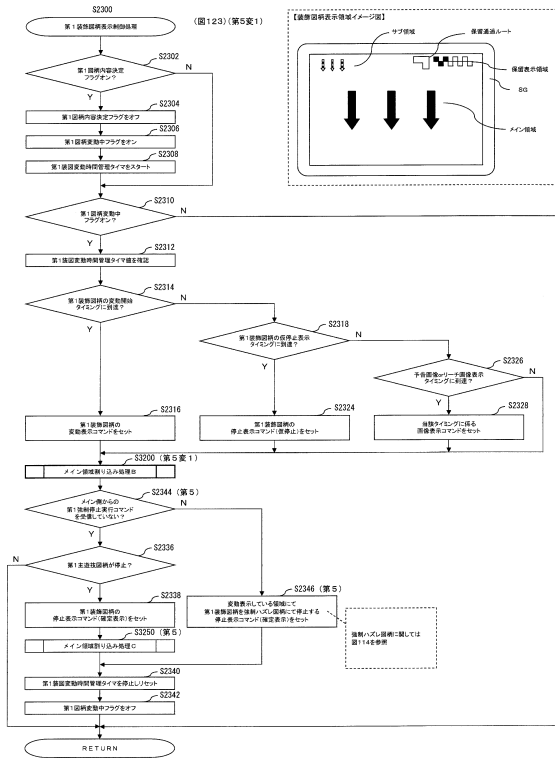 S2300
第1装飾図柄表示制御処理
(図123)(第5変1)
【装飾図柄表示領域イメージ図】
サブ領域
保留通過ルート
保留表示領域
SG
メイン領域
S2302
第1図柄内容決定
フラグオン?
N
Y
S2304
第1図柄内容決定フラグをオフ
S2306
第1図柄変動中フラグをオン
S2308
第1装図変動時間管理タイマをスタート
S2310
第1図柄変動中
フラグオン?
N
Y
S2312
第1装図変動時間管理タイマ値を確認
S2314
第1装飾図柄の変動開始
タイミングに到達?
N
Y
S2318
第1装飾図柄の仮停止表示
タイミングに到達?
N
Y
S2326
予告画像orリーチ画像表示
タイミングに到達?
N
Y
S2316
第1装飾図柄の
変動表示コマンドをセット
S2324
第1装飾図柄の
停止表示コマンド(仮停止)をセット
S2328
当該タイミングに係る
画像表示コマンドをセット
S3200 (第5変1)
メイン領域割り込み処理B
S2344 (第5)
メイン側からの
第1強制停止実行コマンド
を受信していない?
N
Y
S2336
第1主遊技図柄が停止?
N
Y
S2338
第1装飾図柄の
停止表示コマンド(確定表示)をセット
S2346 (第5)
変動表示している領域にて
第1装飾図柄を強制ハズレ図柄にて停止する
停止表示コマンド(確定表示)をセット
強制ハズレ図柄に関しては
図114を参照
S3250 (第5)
メイン領域割り込み処理C
S2340
第1装図変動時間管理タイマを停止しリセット
S2342
第1図柄変動中フラグをオフ
RETURN